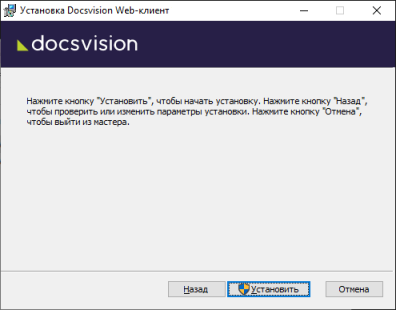 Установка Docsvision Web-клиент
docsvision
Нажмите кнопку "Установить", чтобы начать установку. Нажмите кнопку "Назад",
чтобы проверить или изменить параметры установки. Нажмите кнопку "Отмена",
чтобы выйти из мастера.
Назад Установить Отмена